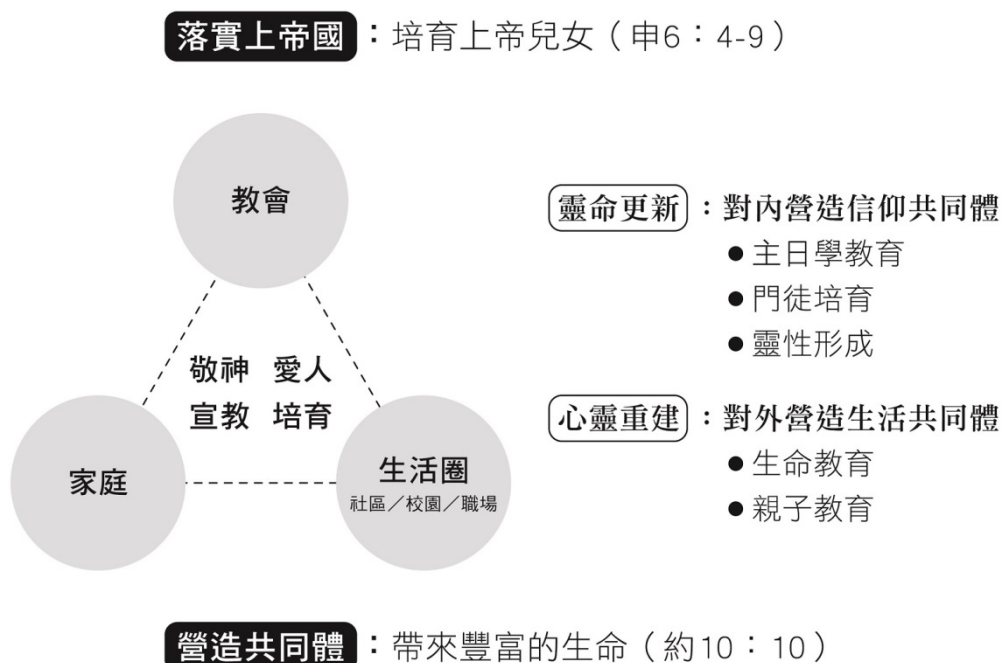 落實上帝國：培育上帝兒女（申6：4-9）
教會
敬神 愛人
宣教 培育
家庭
生活圈
社區／校園／職場
靈命更新：對內營造信仰共同體
●主日學教育
●門徒培育
●靈性形成
心靈重建：對外營造生活共同體
●生命教育
●親子教育
營造共同體：帶來豐富的生命（約10：10）